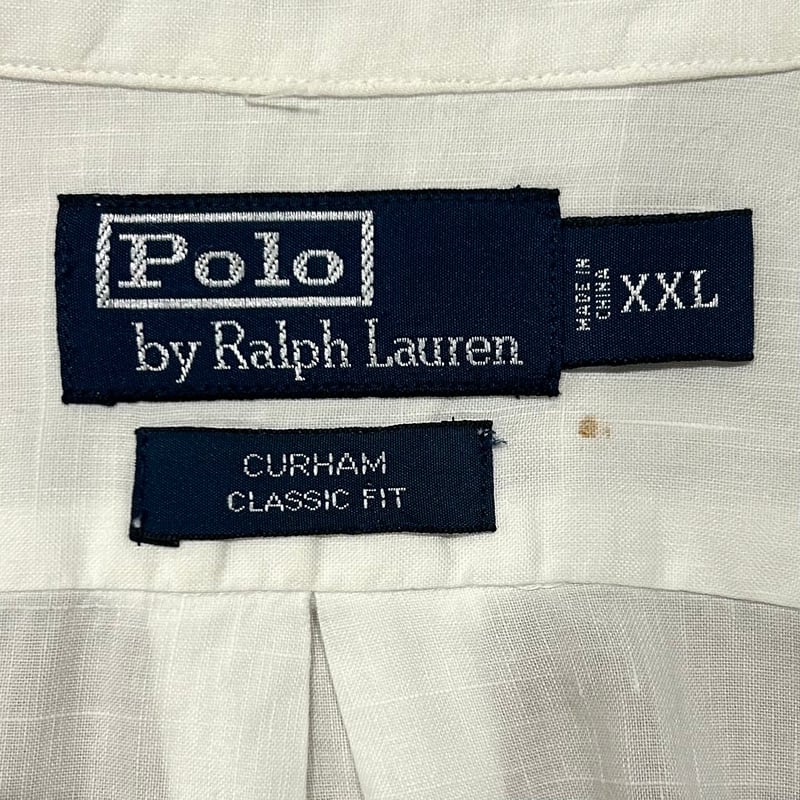 Polo
by Ralph Lauren
MADE IN
CHINA
XXL
CURHAM
CLASSIC FIT